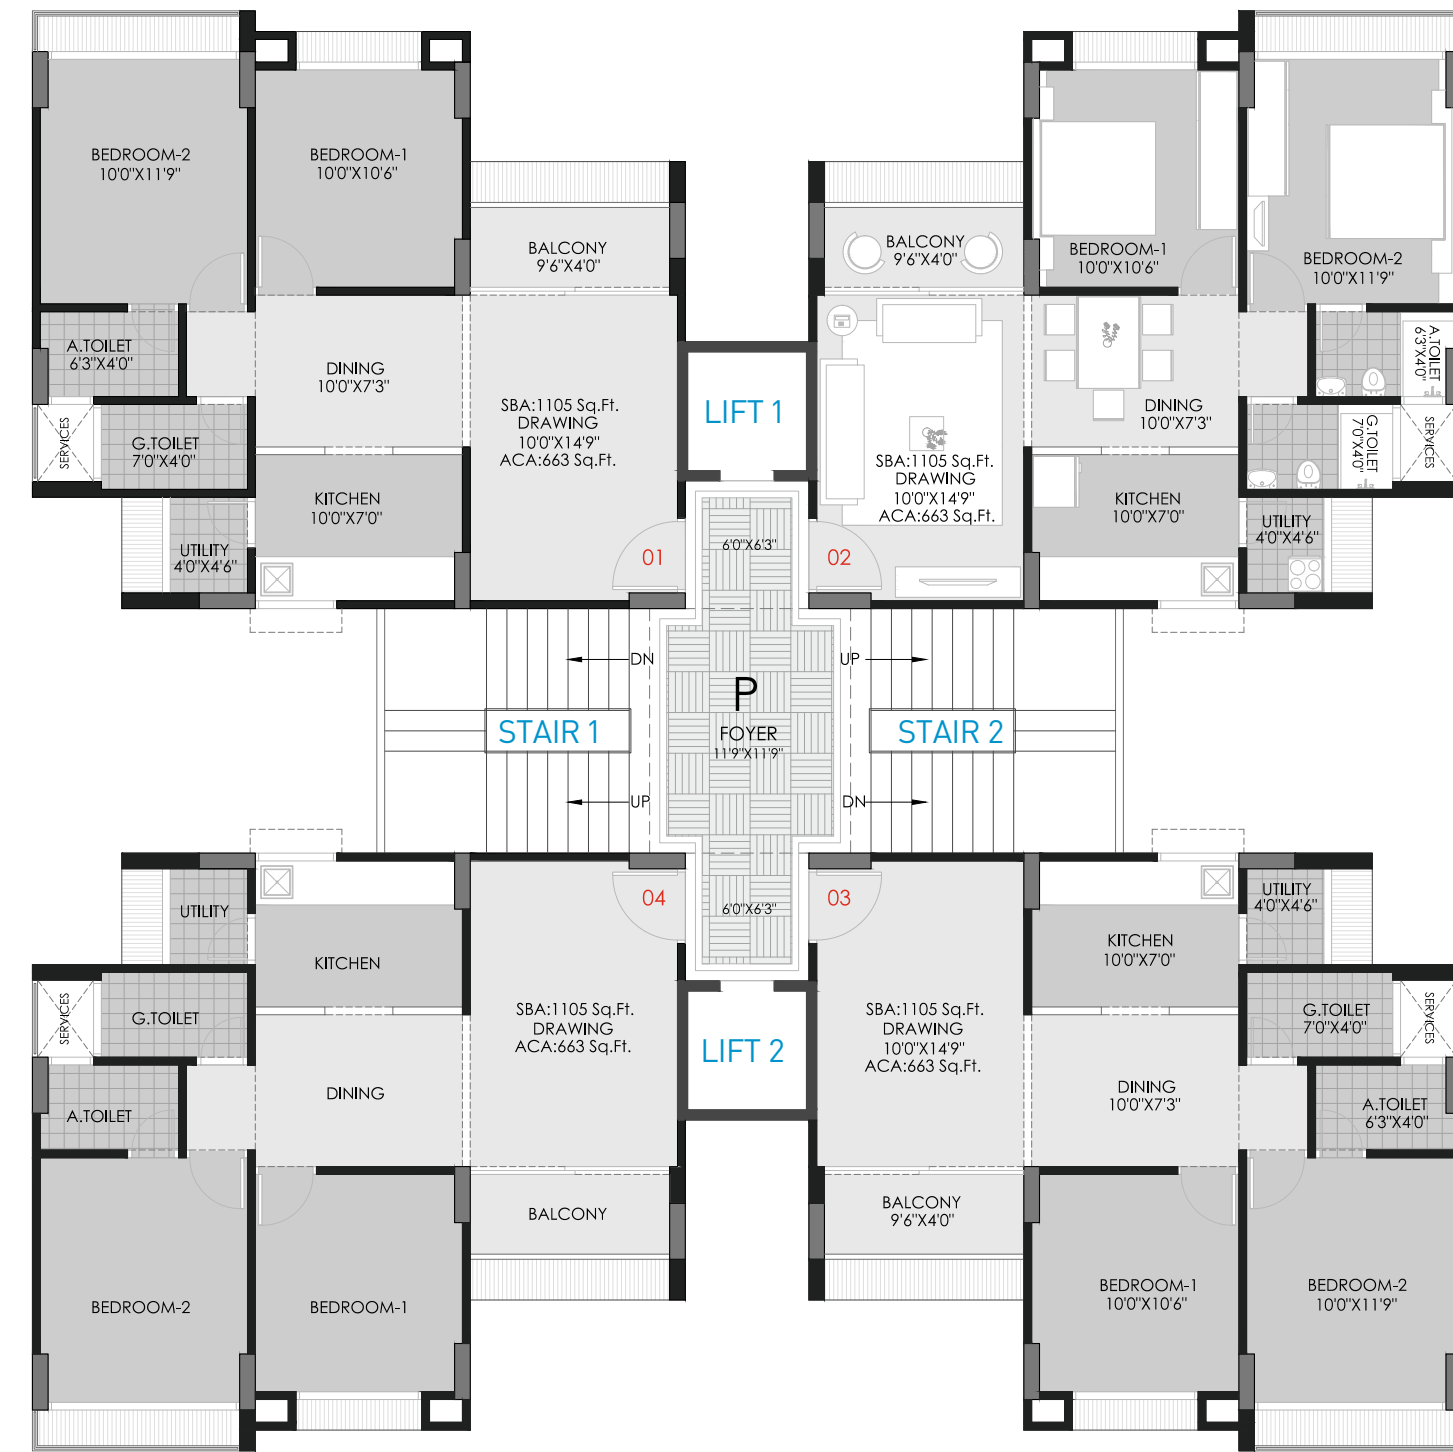 BEDROOM-2
10'0"X11'9"
BEDROOM-1
10'0"X10'6"
BALCONY
9'6"X4'0"
A.TOILET
6'3"X4'0"
DINING
10'0"X7'3"
SBA:1105 Sq.Ft.
DRAWING
10'0"X14'9"
ACA:663 Sq.Ft.
SERVICES
G.TOILET
7'0"X4'0"
KITCHEN
10'0"X7'0"
UTILITY
4'0"X4'6"
01
LIFT 1
6'0"X6'3"
BALCONY
9'6"X4'0"
BEDROOM-1
10'0"X10'6"
BEDROOM-2
10'0"X11'9"
A.TOILET
6'3"X4'0"
DINING
10'0"X7'3"
SBA:1105 Sq.Ft.
DRAWING
10'0"X14'9"
ACA:663 Sq.Ft.
G.TOILET
7'0"X4'0"
SERVICES
KITCHEN
10'0"X7'0"
UTILITY
4'0"X4'6"
02
DN
UP
P
STAIR 1
FOYER
11'9"X11'9"
STAIR 2
UP
DN
04
6'0"X6'3"
03
UTILITY
KITCHEN
SERVICES
G.TOILET
SBA:1105 Sq.Ft.
DRAWING
ACA:663 Sq.Ft.
DINING
A.TOILET
BALCONY
BEDROOM-2
BEDROOM-1
LIFT 2
UTILITY
4'0"X4'6"
KITCHEN
10'0"X7'0"
SBA:1105 Sq.Ft.
DRAWING
10'0"X14'9"
ACA:663 Sq.Ft.
G.TOILET
7'0"X4'0"
SERVICES
DINING
10'0"X7'3"
A.TOILET
6'3"X4'0"
BALCONY
9'6"X4'0"
BEDROOM-1
10'0"X10'6"
BEDROOM-2
10'0"X11'9"